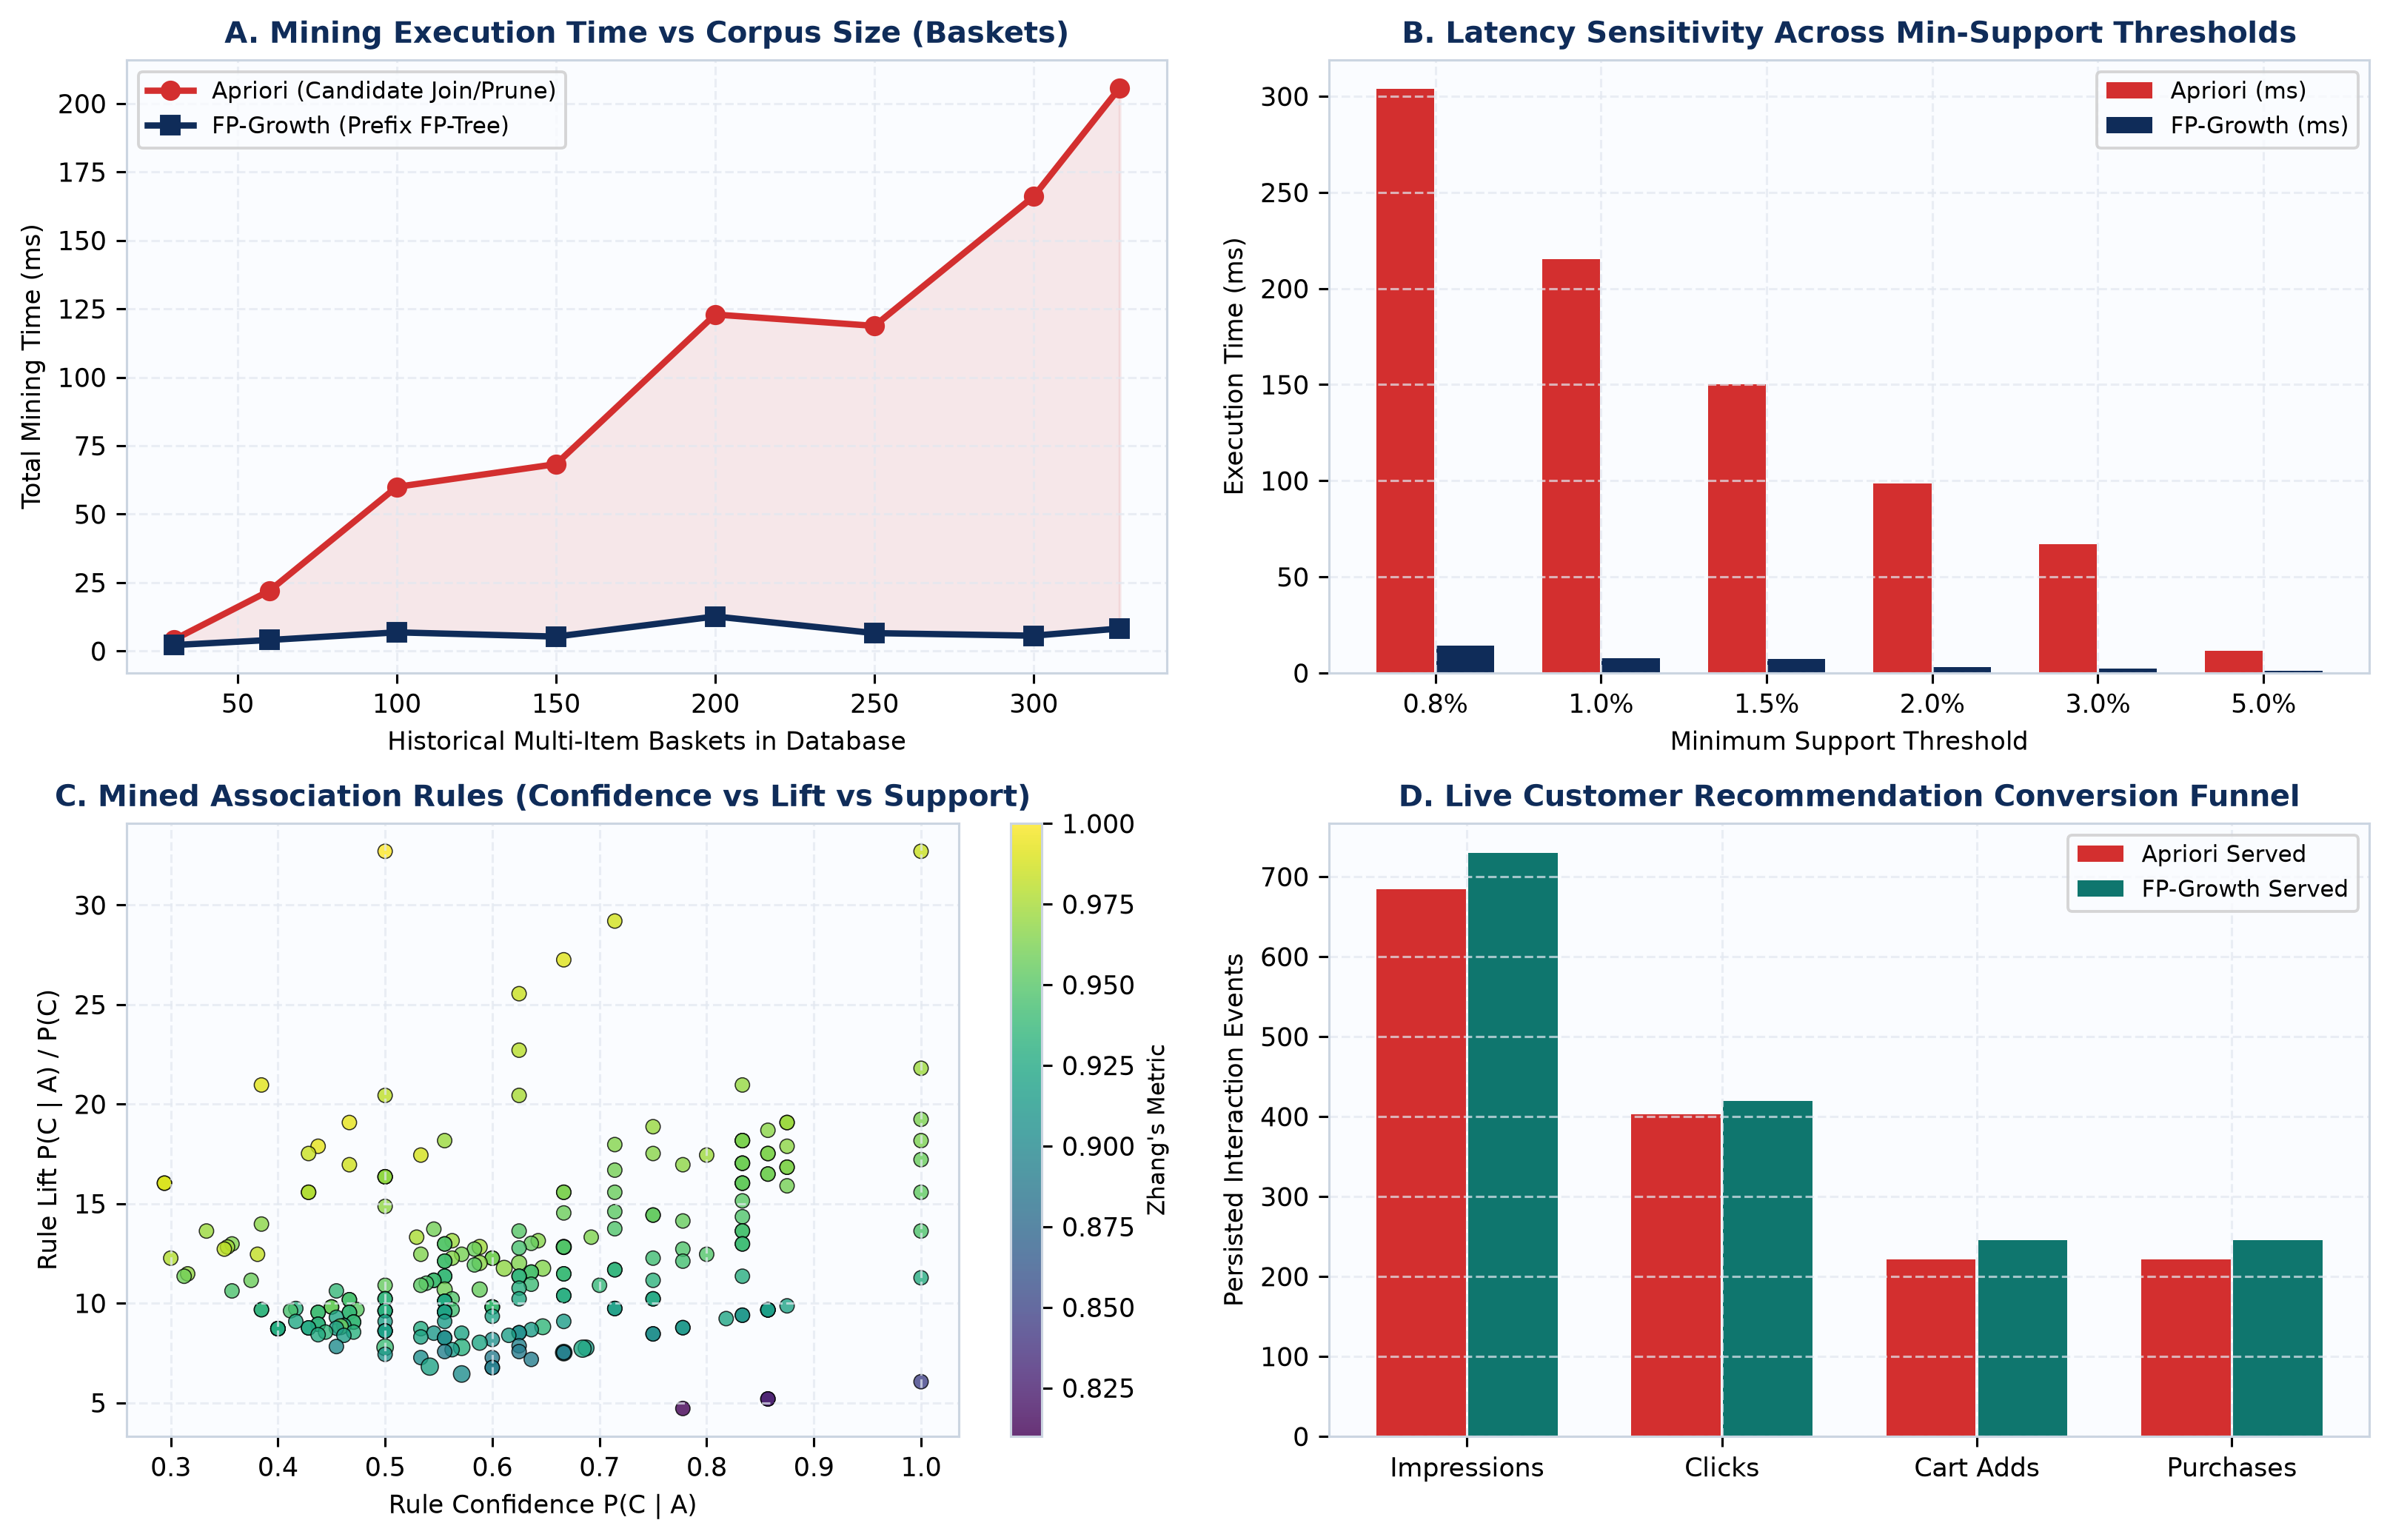 A. Mining Execution Time vs Corpus Size (Baskets)
Apriori (Candidate Join/Prune)
FP-Growth (Prefix FP-Tree)
Total Mining Time (ms)
200
175
150
125
100
75
50
25
0
50 100 150 200 250 300
Historical Multi-Item Baskets in Database
B. Latency Sensitivity Across Min-Support Thresholds
Apriori (ms)
FP-Growth (ms)
Execution Time (ms)
300
250
200
150
100
50
0
0.8% 1.0% 1.5% 2.0% 3.0% 5.0%
Minimum Support Threshold
C. Mined Association Rules (Confidence vs Lift vs Support)
Rule Lift P(C | A) / P(C)
30
25
20
15
10
5
0.3 0.4 0.5 0.6 0.7 0.8 0.9 1.0
Rule Confidence P(C | A)
1.000
0.975
0.950
0.925
0.900
0.875
0.850
0.825
Zhang's Metric
D. Live Customer Recommendation Conversion Funnel
Apriori Served
FP-Growth Served
Persisted Interaction Events
700
600
500
400
300
200
100
0
Impressions Clicks Cart Adds Purchases